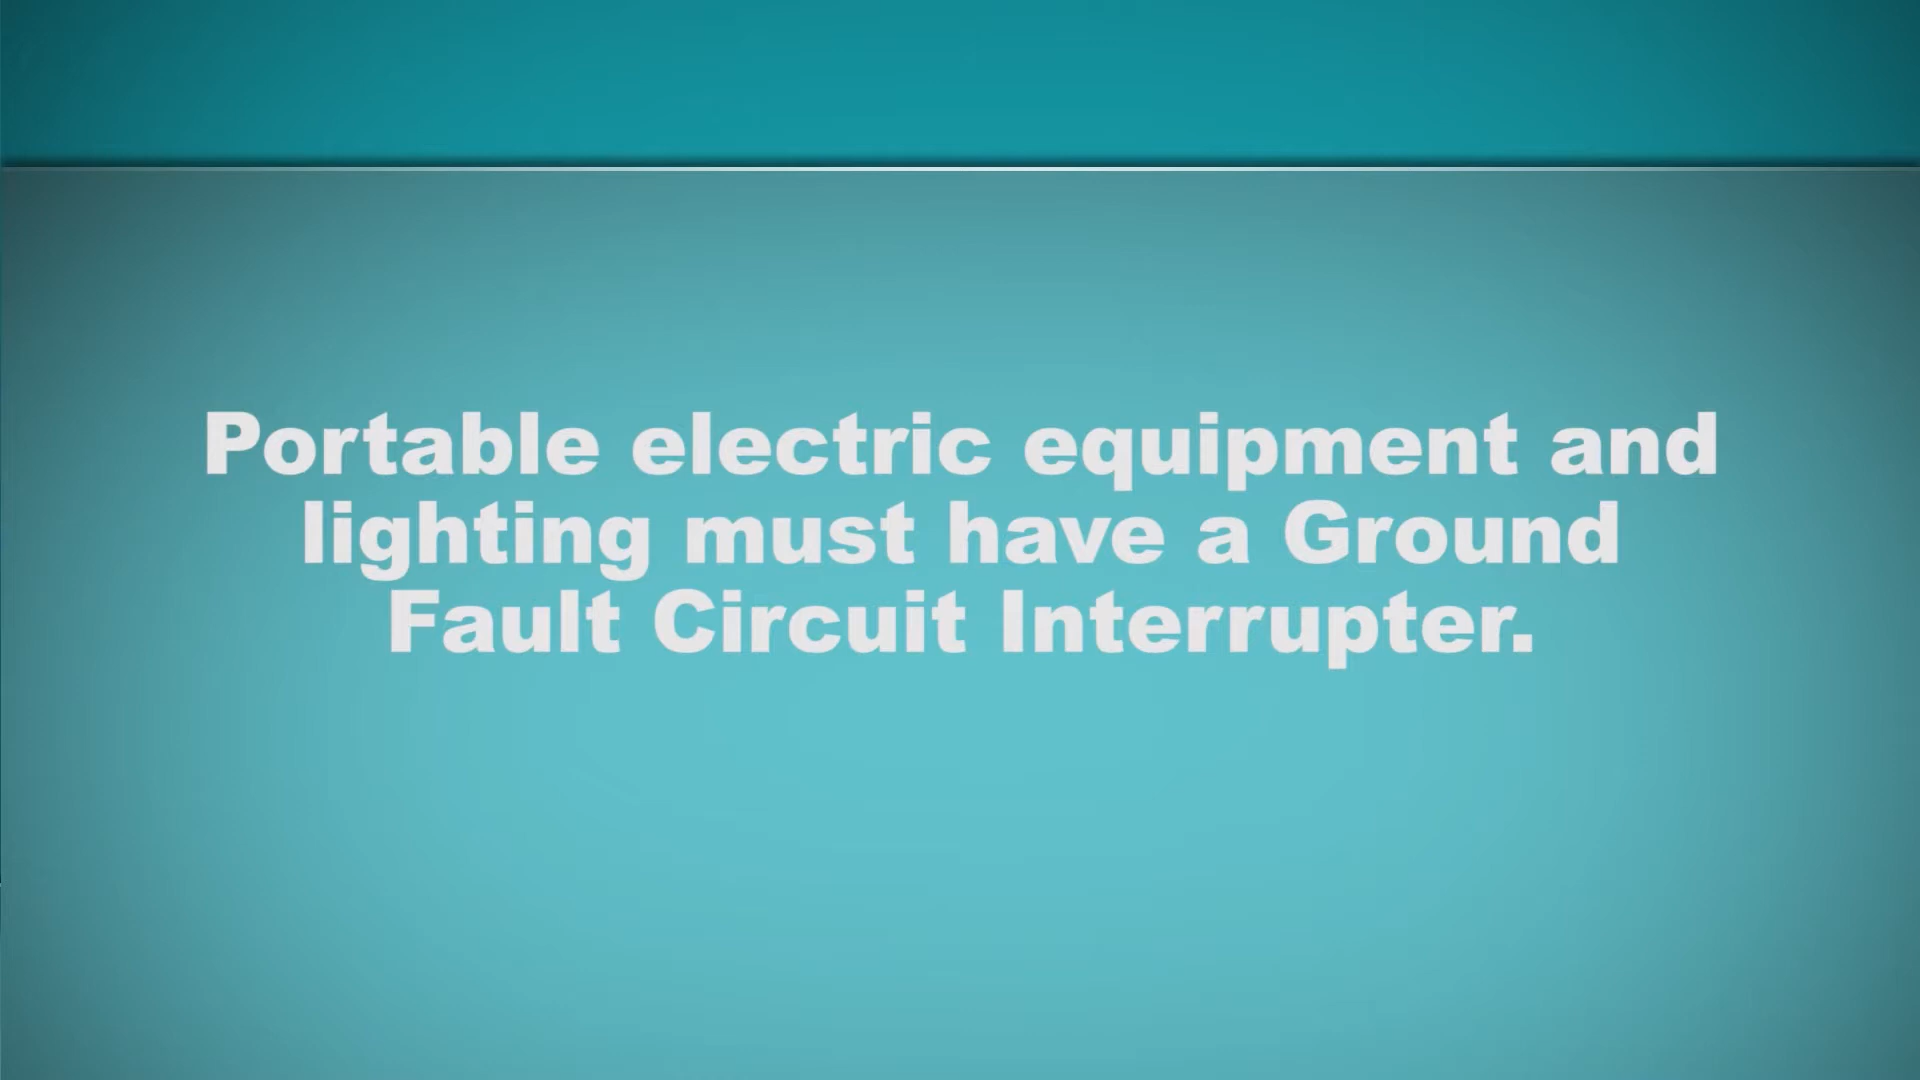 Portable electric equipment and
lighting must have a Ground
Fault Circuit Interrupter.